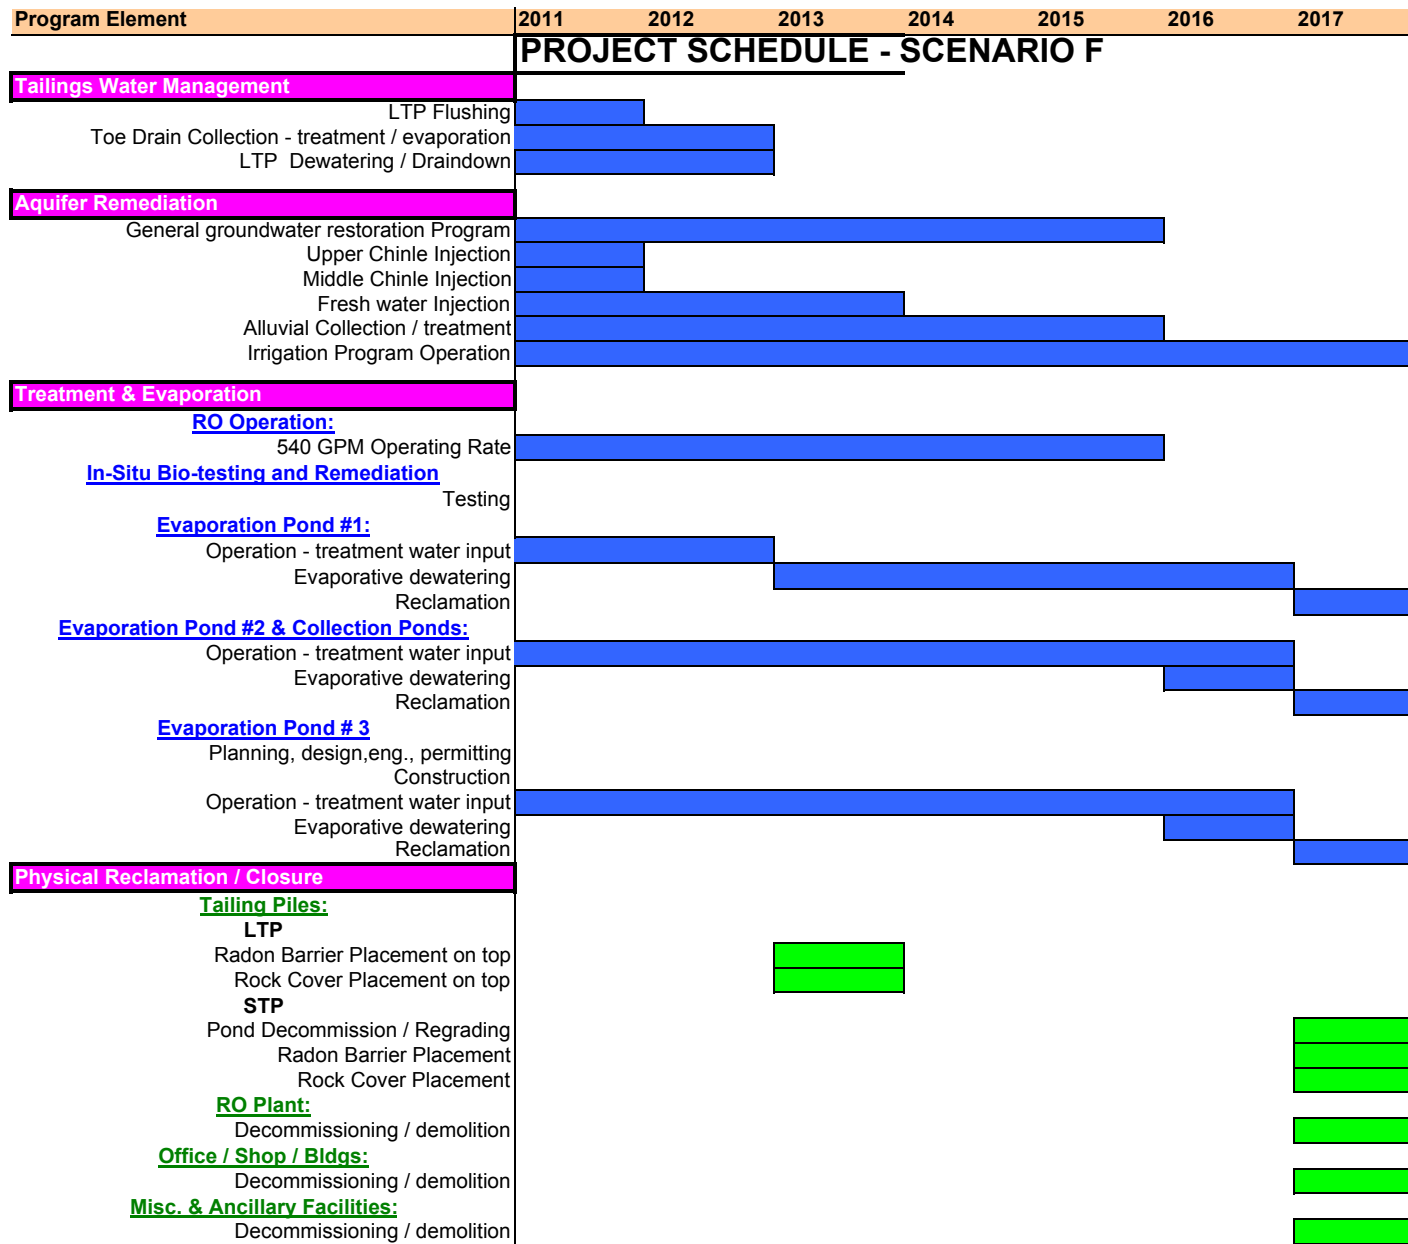 Program Element 2011 2012 2013 2014 2015 2016 2017
PROJECT SCHEDULE - SCENARIO F
Tailings Water Management
LTP Flushing
Toe Drain Collection - treatment / evaporation
LTP  Dewatering / Draindown
Aquifer Remediation
General groundwater restoration Program
Upper Chinle Injection
Middle Chinle Injection
Fresh water Injection
Alluvial Collection / treatment
Irrigation Program Operation
Treatment & Evaporation
RO Operation:
540 GPM Operating Rate
In-Situ Bio-testing and Remediation
Testing
Evaporation Pond #1:
Operation - treatment water input
Evaporative dewatering
Reclamation
Evaporation Pond #2 & Collection Ponds:
Operation - treatment water input
Evaporative dewatering
Reclamation
Evaporation Pond # 3
Planning, design,eng., permitting
Construction
Operation - treatment water input
Evaporative dewatering
Reclamation
Physical Reclamation / Closure
Tailing Piles:
LTP
Radon Barrier Placement on top
Rock Cover Placement on top
STP
Pond Decommission / Regrading
Radon Barrier Placement
Rock Cover Placement
RO Plant:
Decommissioning / demolition
Office / Shop / Bldgs:
Decommissioning / demolition
Misc. & Ancillary Facilities:
Decommissioning / demolition